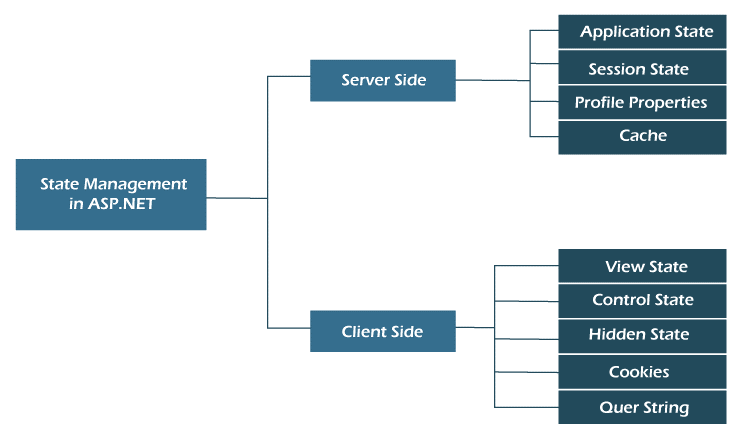 State Management
in ASP.NET
Server Side
Application State
Session State
Profile Properties
Cache
Client Side
View State
Control State
Hidden State
Cookies
Quer String